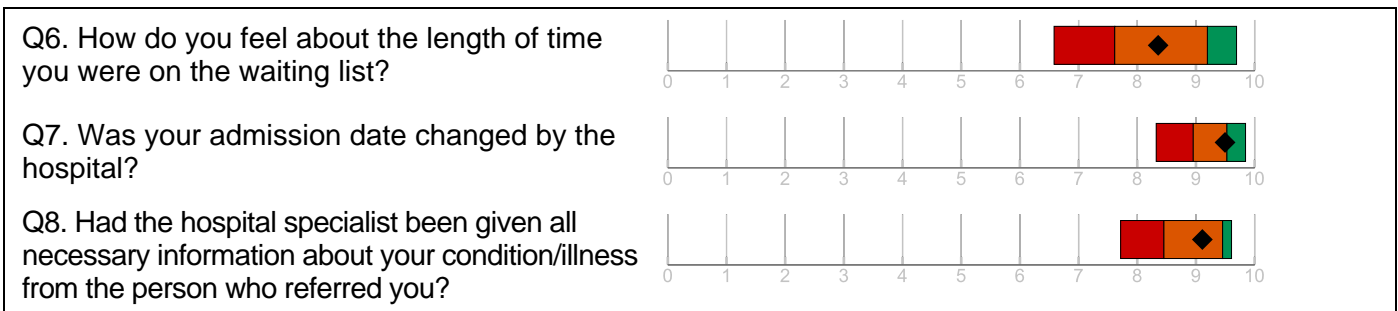 Q6. How do you feel about the length of time
you were on the waiting list?
0 1 2 3 4 5 6 7 8 9 10
Q7. Was your admission date changed by the
hospital?
0 1 2 3 4 5 6 7 8 9 10
Q8. Had the hospital specialist been given all
necessary information about your condition/illness
from the person who referred you?
0 1 2 3 4 5 6 7 8 9 10